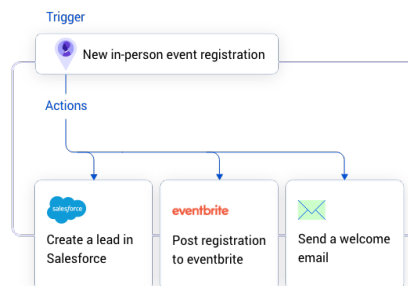 Trigger
New in-person event registration
Actions
salesforce
Create a lead in
Salesforce
eventbrite
Post registration
to eventbrite
Send a welcome
email